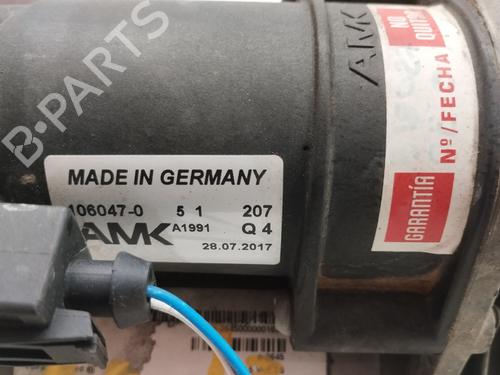 B-PARTS
MADE IN GERMANY
106047-0 5 1 207
AMK A1991 Q 4
28.07.2017
AMK
NO
GARANTÍA
Nº/FECHA